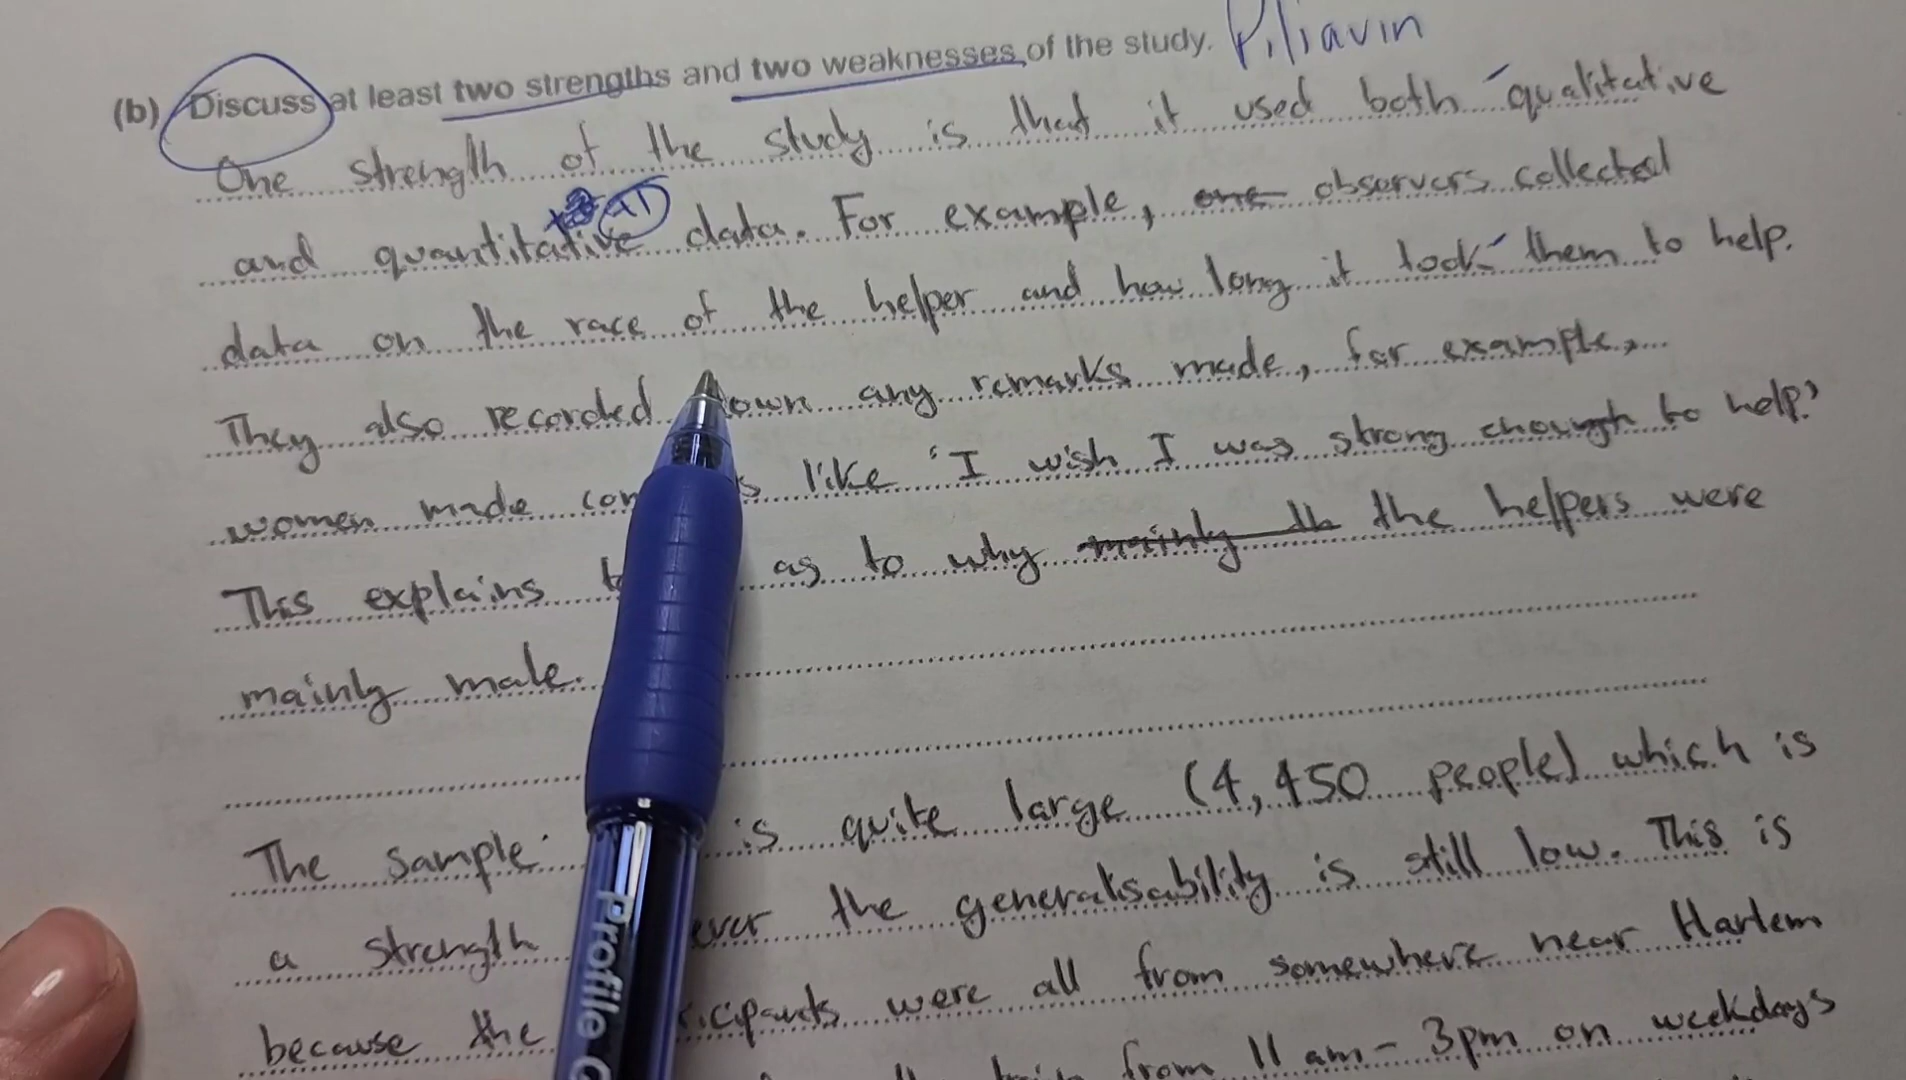 (b) Discuss at least two strengths and two weaknesses of the study. Piliavin
One strength of the study is that it used both qualitative
and quantitative data. For example, one observers collected
data on the race of the helper and how long it took them to help.
They also recorded down any remarks made, for example,
women made like 'I wish I was strong enough to help'
This explains as to why mainly th the helpers were
mainly male.
The sample is quite large (4,450 people) which is
a strength the generalisability is still low. This is
because the were all from somewhere near Harlem
from 11 am - 3pm on weekdays
Profile